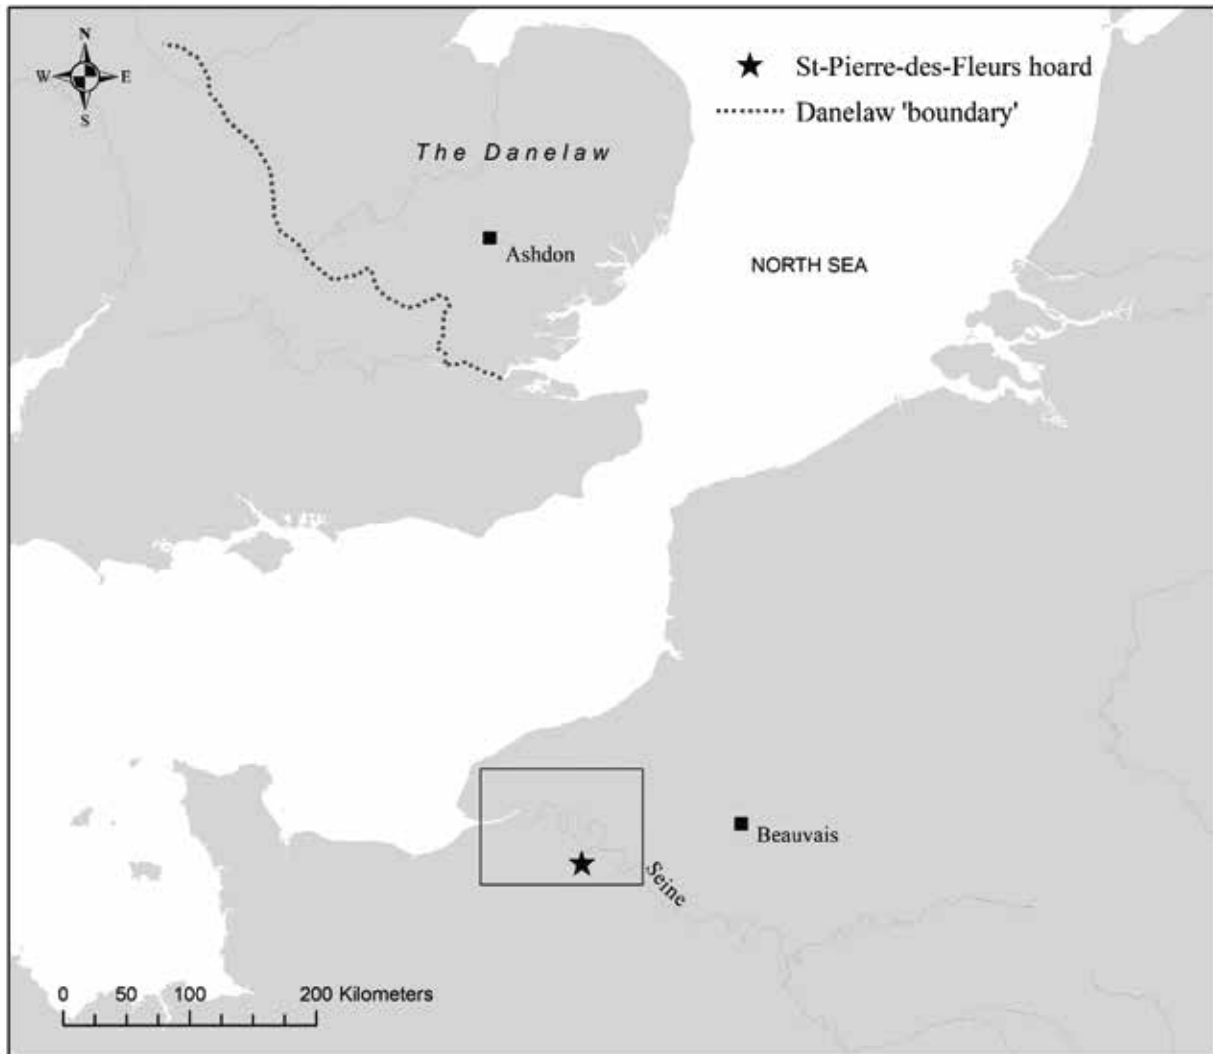 N
W E
S
St-Pierre-des-Fleurs hoard
Danelaw 'boundary'
The Danelaw
Ashdon
NORTH SEA
Beauvais
Seine
0 50 100 200 Kilometers